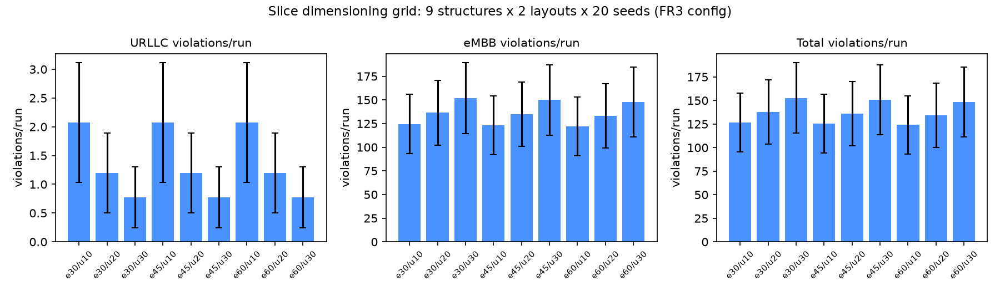 Slice dimensioning grid: 9 structures x 2 layouts x 20 seeds (FR3 config)
URLLC violations/run
violations/run
3.0
2.5
2.0
1.5
1.0
0.5
0.0
e30/u10
e30/u20
e30/u30
e45/u10
e45/u20
e45/u30
e60/u10
e60/u20
e60/u30
eMBB violations/run
violations/run
175
150
125
100
75
50
25
0
e30/u10
e30/u20
e30/u30
e45/u10
e45/u20
e45/u30
e60/u10
e60/u20
e60/u30
Total violations/run
violations/run
175
150
125
100
75
50
25
0
e30/u10
e30/u20
e30/u30
e45/u10
e45/u20
e45/u30
e60/u10
e60/u20
e60/u30